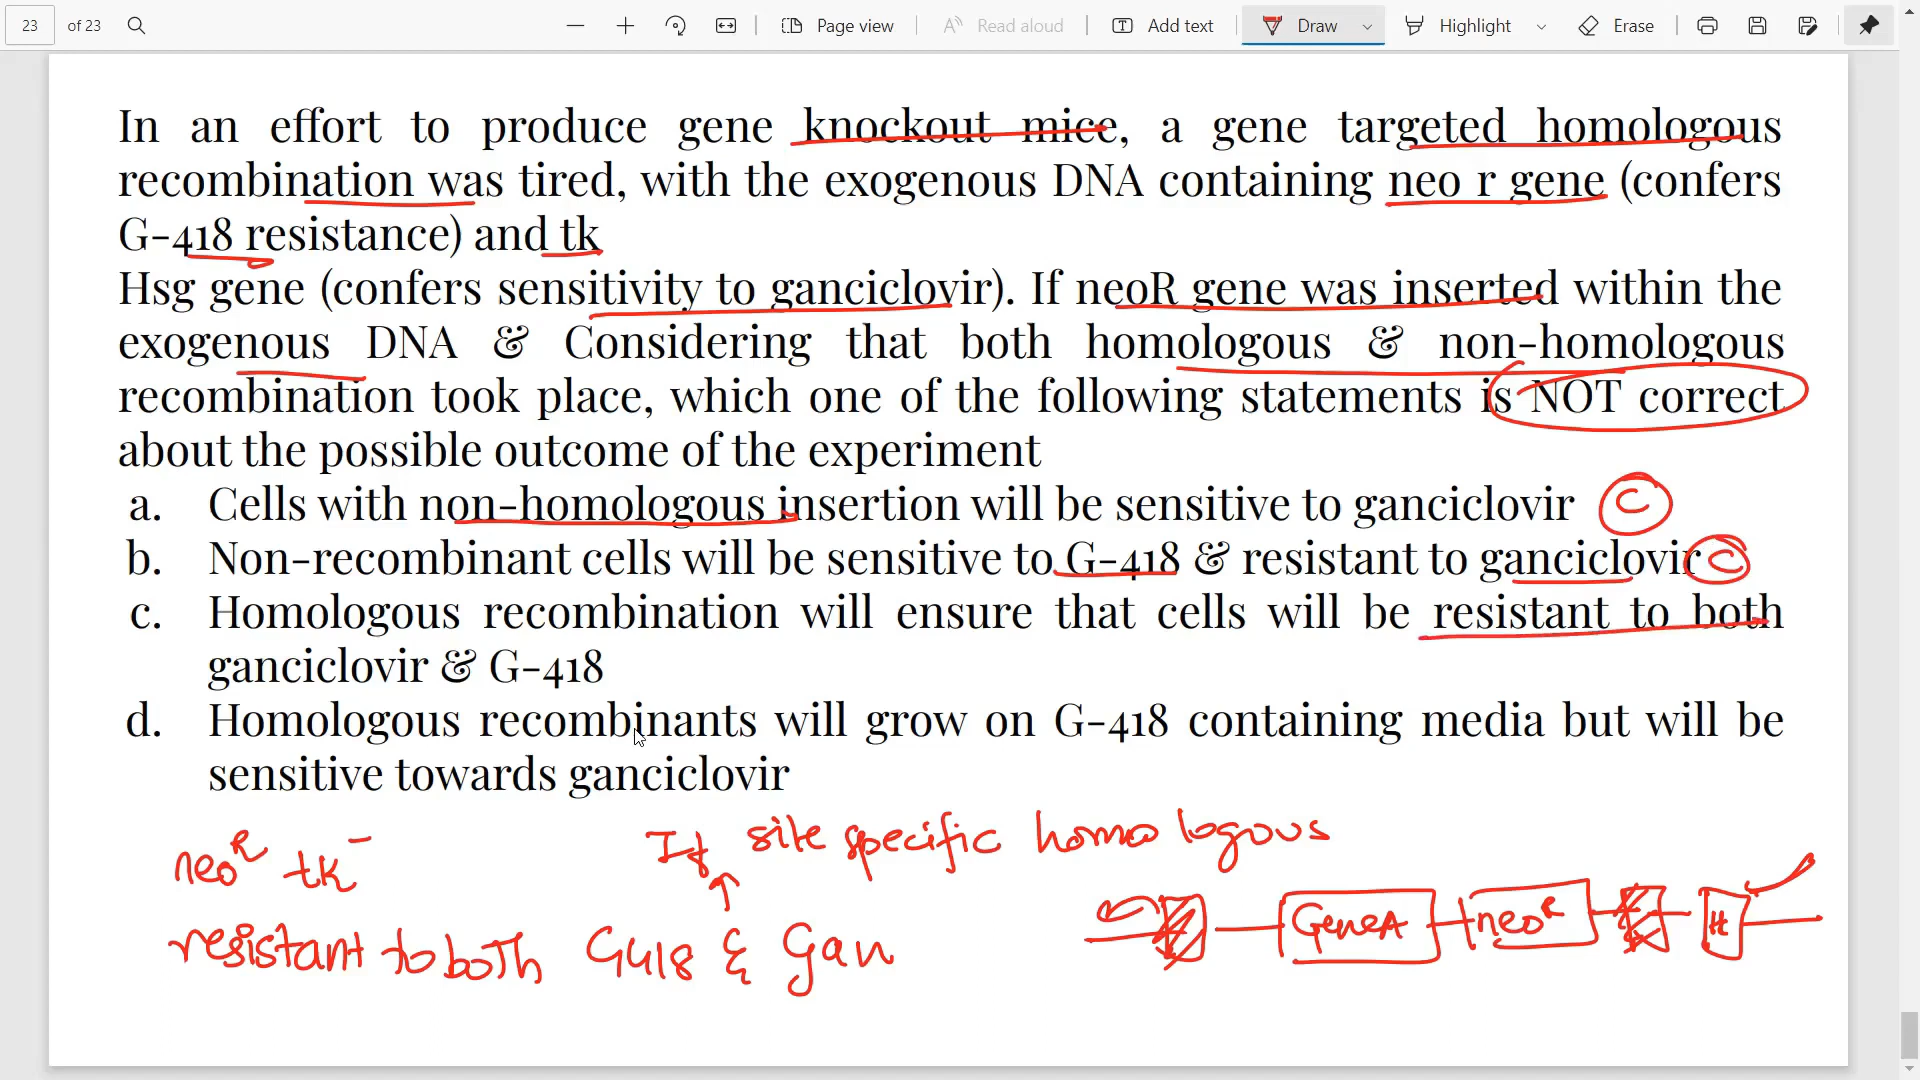 23 of 23 Page view Read aloud Add text Draw Highlight Erase
In an effort to produce gene knockout mice, a gene targeted homologous
recombination was tired, with the exogenous DNA containing neo r gene (confers
G-418 resistance) and tk
Hsg gene (confers sensitivity to ganciclovir). If neoR gene was inserted within the
exogenous DNA & Considering that both homologous & non-homologous
recombination took place, which one of the following statements is NOT correct
about the possible outcome of the experiment
a. Cells with non-homologous insertion will be sensitive to ganciclovir C
b. Non-recombinant cells will be sensitive to G-418 & resistant to ganciclovir C
c. Homologous recombination will ensure that cells will be resistant to both
ganciclovir & G-418
d. Homologous recombinants will grow on G-418 containing media but will be
sensitive towards ganciclovir
neoR tk- If site specific homologous
resistant to both G418 & Gan
GeneA neoR tk